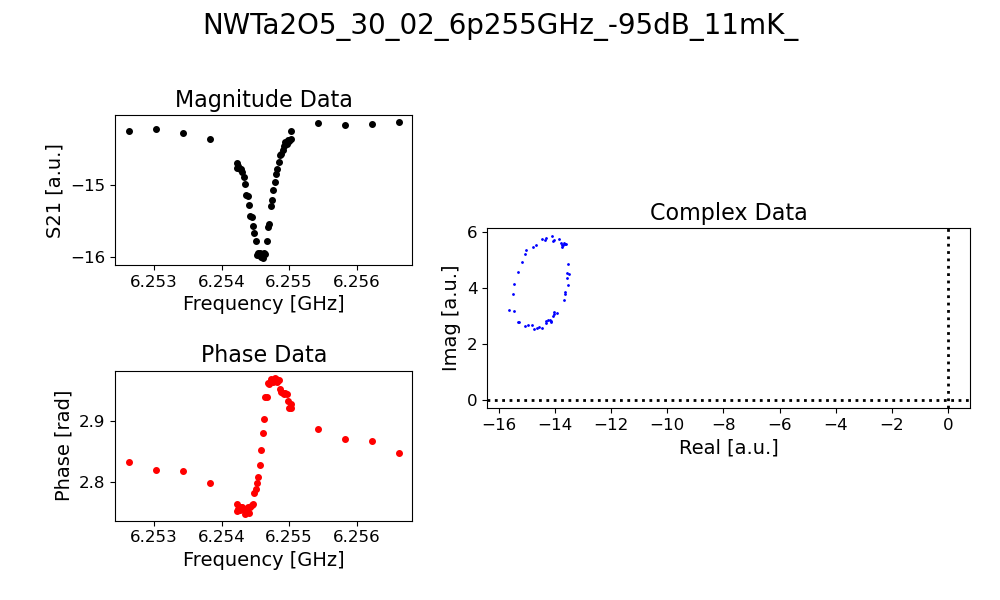 NWTa2O5_30_02_6p255GHz_-95dB_11mK_
Magnitude Data
S21 [a.u.]
−15
−16
6.253 6.254 6.255 6.256
Frequency [GHz]
Phase Data
Phase [rad]
2.9
2.8
6.253 6.254 6.255 6.256
Frequency [GHz]
Complex Data
Imag [a.u.]
6
4
2
0
−16 −14 −12 −10 −8 −6 −4 −2 0
Real [a.u.]